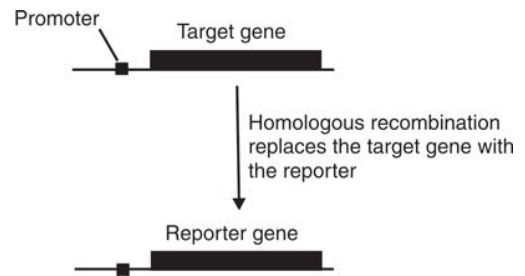 Promoter
Target gene
Homologous recombination
replaces the target gene with
the reporter
Reporter gene